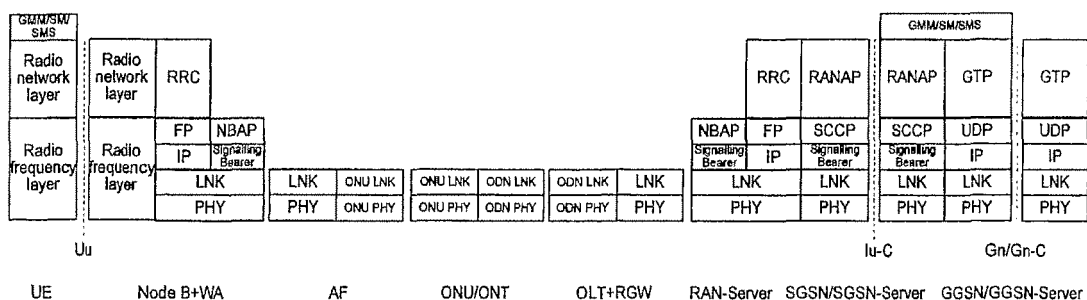 GMM/SM/
SMS
GMM/SM/SMS
Radio
network
layer
Radio
network
layer
RRC
RRC
RANAP
RANAP
GTP
GTP
Radio
frequency
layer
Radio
frequency
layer
FP
NBAP
NBAP
FP
SCCP
SCCP
UDP
UDP
IP
Signalling
Bearer
Signalling
Bearer
IP
Signalling
Bearer
Signalling
Bearer
IP
IP
LNK
LNK
ONU LNK
ONU LNK
ODN LNK
ODN LNK
LNK
LNK
LNK
LNK
LNK
LNK
PHY
PHY
ONU PHY
ONU PHY
ODN PHY
ODN PHY
PHY
PHY
PHY
PHY
PHY
PHY
Uu
Iu-C
Gn/Gn-C
UE
Node B+WA
AF
ONU/ONT
OLT+RGW
RAN-Server
SGSN/SGSN-Server
GGSN/GGSN-Server